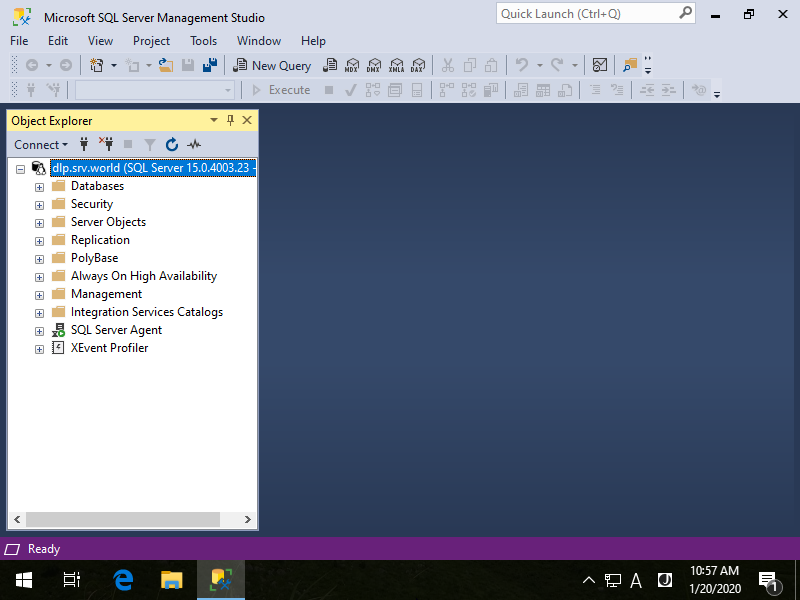 Microsoft SQL Server Management Studio
Quick Launch (Ctrl+Q)
File Edit View Project Tools Window Help
New Query MDX DMX XMLA DAX
Execute
Object Explorer
Connect
dlp.srv.world (SQL Server 15.0.4003.23 -
Databases
Security
Server Objects
Replication
PolyBase
Always On High Availability
Management
Integration Services Catalogs
SQL Server Agent
XEvent Profiler
Ready
A
10:57 AM
1/20/2020
1